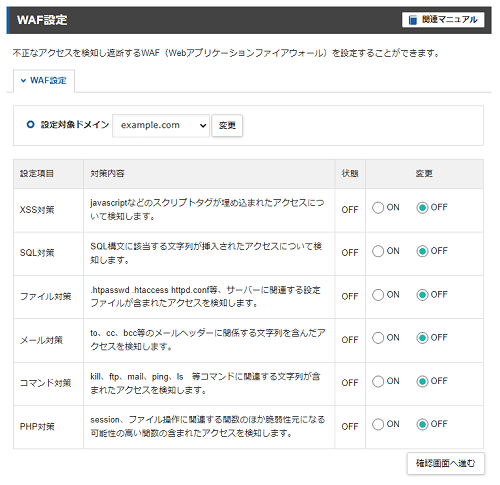 WAF設定
関連マニュアル
不正なアクセスを検知し遮断するWAF（Webアプリケーションファイアウォール）を設定することができます。
WAF設定
設定対象ドメイン example.com 変更
設定項目 対策内容 状態 変更
XSS対策 javascriptなどのスクリプトタグが埋め込まれたアクセスにつ
いて検知します。 OFF ON OFF
SQL対策 SQL構文に該当する文字列が挿入されたアクセスについて検
知します。 OFF ON OFF
ファイル対策 .htpasswd .htaccess httpd.conf等、サーバーに関連する設定
ファイルが含まれたアクセスを検知します。 OFF ON OFF
メール対策 to、cc、bcc等のメールヘッダーに関係する文字列を含んだア
クセスを検知します。 OFF ON OFF
コマンド対策 kill、ftp、mail、ping、ls 等コマンドに関連する文字列が含
まれたアクセスを検知します。 OFF ON OFF
PHP対策 session、ファイル操作に関連する関数のほか脆弱性元になる
可能性の高い関数の含まれたアクセスを検知します。 OFF ON OFF
確認画面へ進む